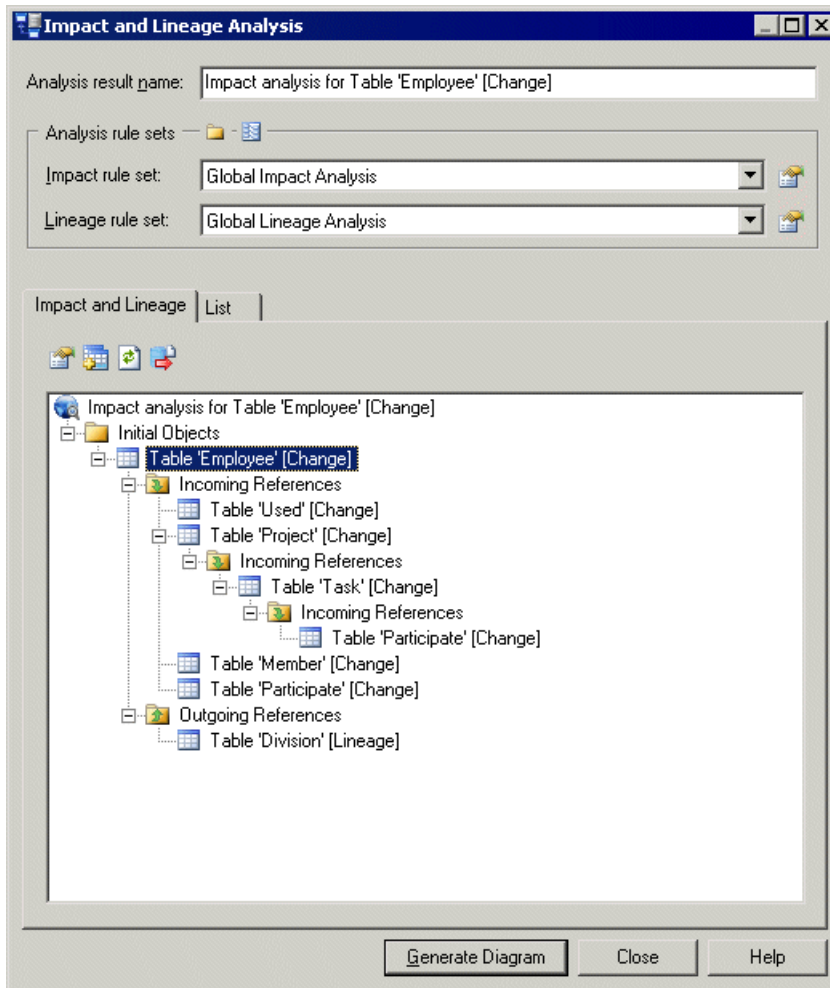 Impact and Lineage Analysis
Analysis result name: Impact analysis for Table 'Employee' [Change]
Analysis rule sets
Impact rule set: Global Impact Analysis
Lineage rule set: Global Lineage Analysis
Impact and Lineage List
Impact analysis for Table 'Employee' [Change]
Initial Objects
Table 'Employee' [Change]
Incoming References
Table 'Used' [Change]
Table 'Project' [Change]
Incoming References
Table 'Task' [Change]
Incoming References
Table 'Participate' [Change]
Table 'Member' [Change]
Table 'Participate' [Change]
Outgoing References
Table 'Division' [Lineage]
Generate Diagram Close Help